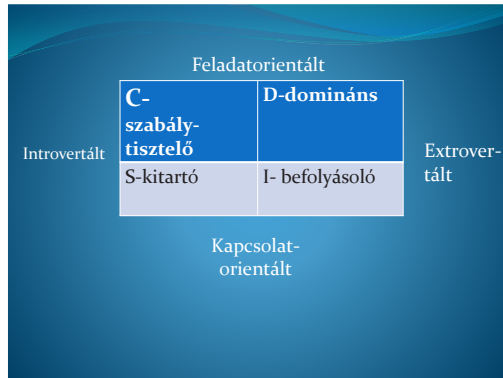 Feladatorientált
C-
szabály-
tisztelő
D-domináns
Introvertált
Extrover-
tált
S-kitartó
I- befolyásoló
Kapcsolat-
orientált